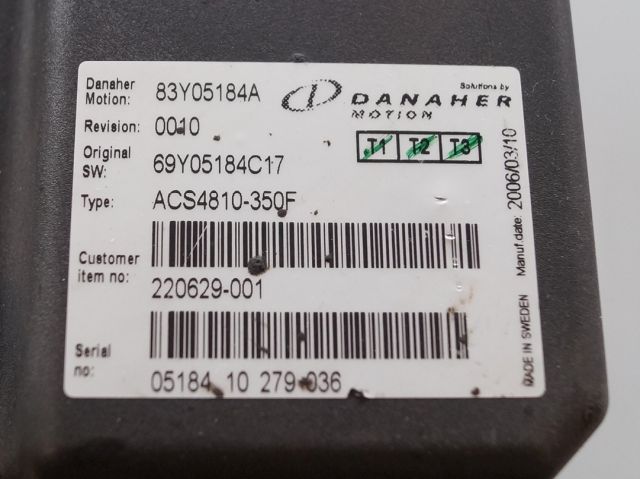 Danaher Motion: 83Y05184A
Solutions by
DANAHER
MOTION
Revision: 0010
T1 T2 T3
Original SW: 69Y05184C17
Type: ACS4810-350F
Customer item no: 220629-001
Serial no: 05184 10 279-036
Manuf.date: 2006/03/10
MADE IN SWEDEN